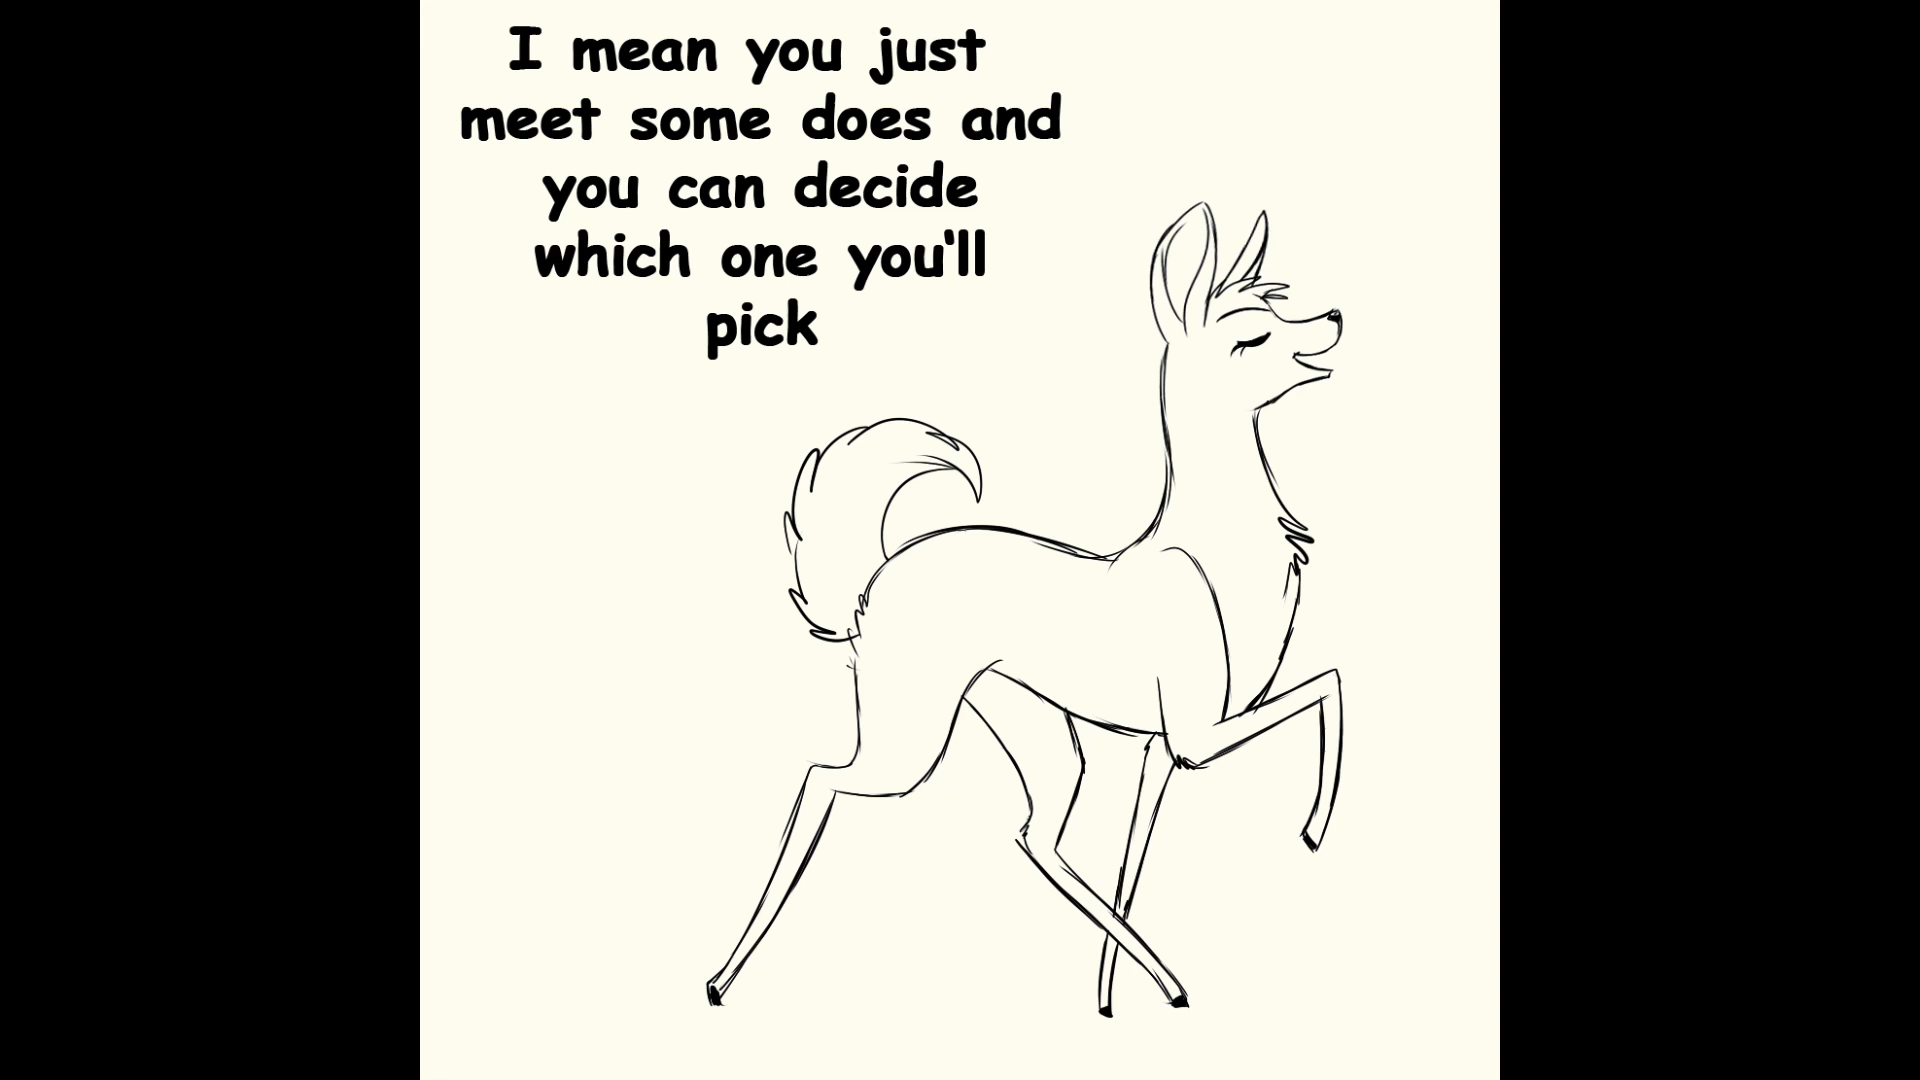 I mean you just
meet some does and
you can decide
which one you'll
pick